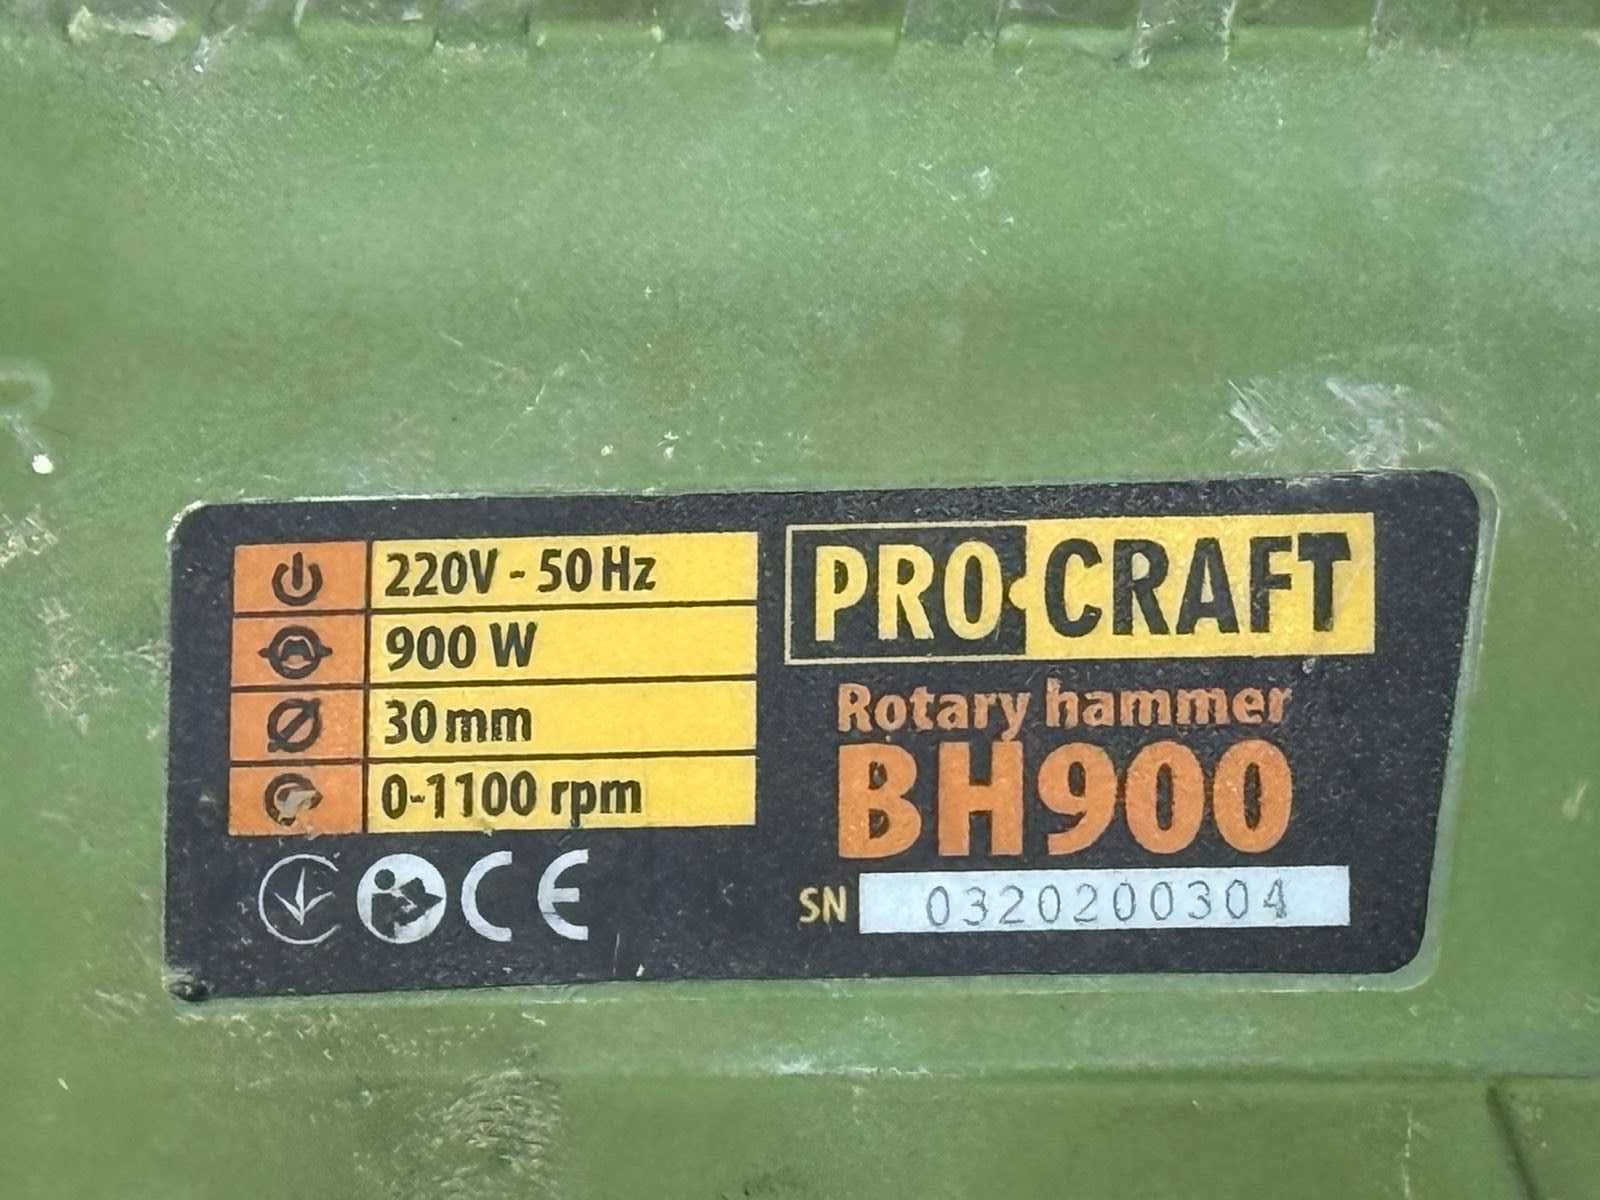 220V - 50 Hz
900 W
30 mm
0-1100 rpm
CE
PRO CRAFT
Rotary hammer
BH900
SN 0320200304